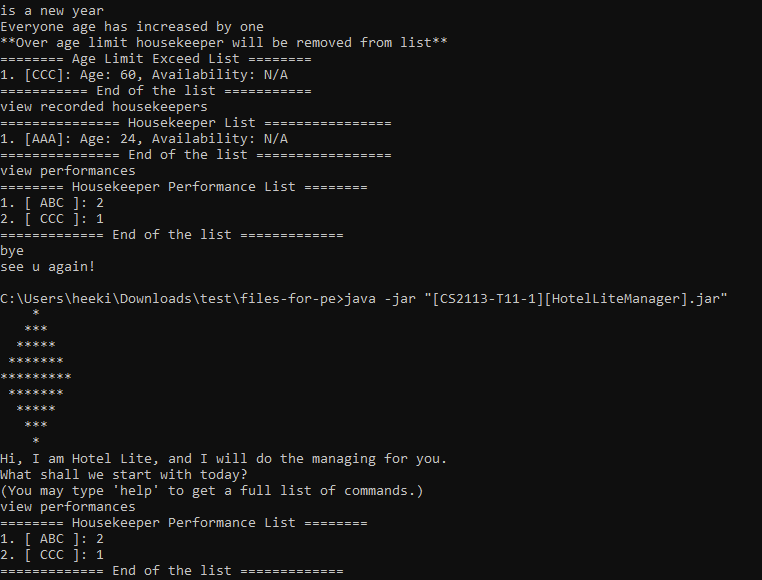 is a new year
Everyone age has increased by one
**Over age limit housekeeper will be removed from list**
======== Age Limit Exceed List ========
1. [CCC]: Age: 60, Availability: N/A
=========== End of the list ===========
view recorded housekeepers
=============== Housekeeper List ================
1. [AAA]: Age: 24, Availability: N/A
=============== End of the list =================
view performances
======== Housekeeper Performance List ========
1. [ ABC ]: 2
2. [ CCC ]: 1
============= End of the list =============
bye
see u again!

C:\Users\heeki\Downloads\test\files-for-pe>java -jar "[CS2113-T11-1][HotelLiteManager].jar"
    *
   ***
  *****
 *******
*********
 *******
  *****
   ***
    *
Hi, I am Hotel Lite, and I will do the managing for you.
What shall we start with today?
(You may type 'help' to get a full list of commands.)
view performances
======== Housekeeper Performance List ========
1. [ ABC ]: 2
2. [ CCC ]: 1
============= End of the list =============